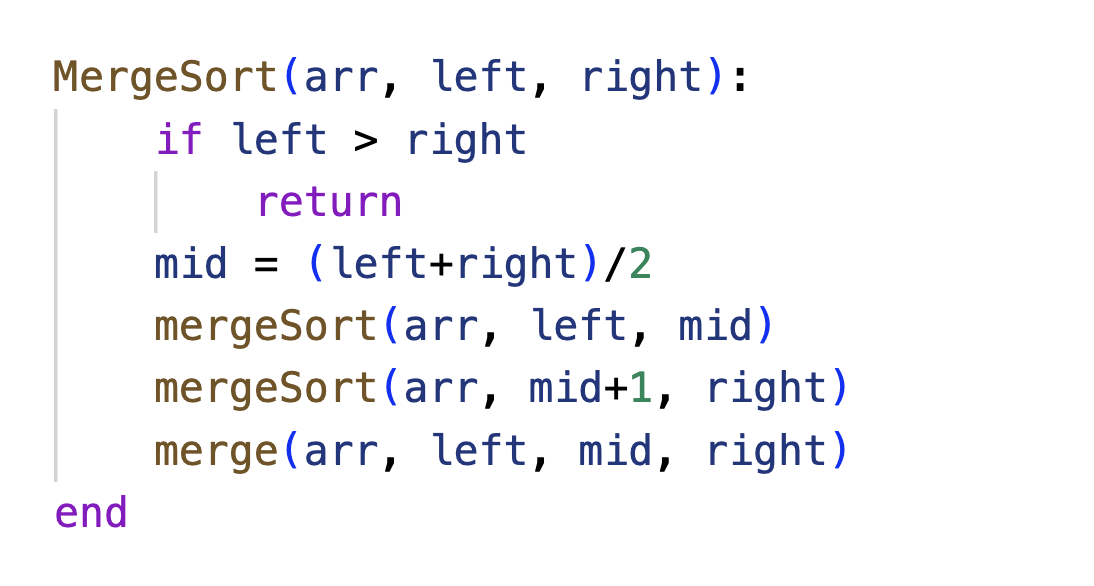 MergeSort(arr, left, right):
if left > right
return
mid = (left+right)/2
mergeSort(arr, left, mid)
mergeSort(arr, mid+1, right)
merge(arr, left, mid, right)
end